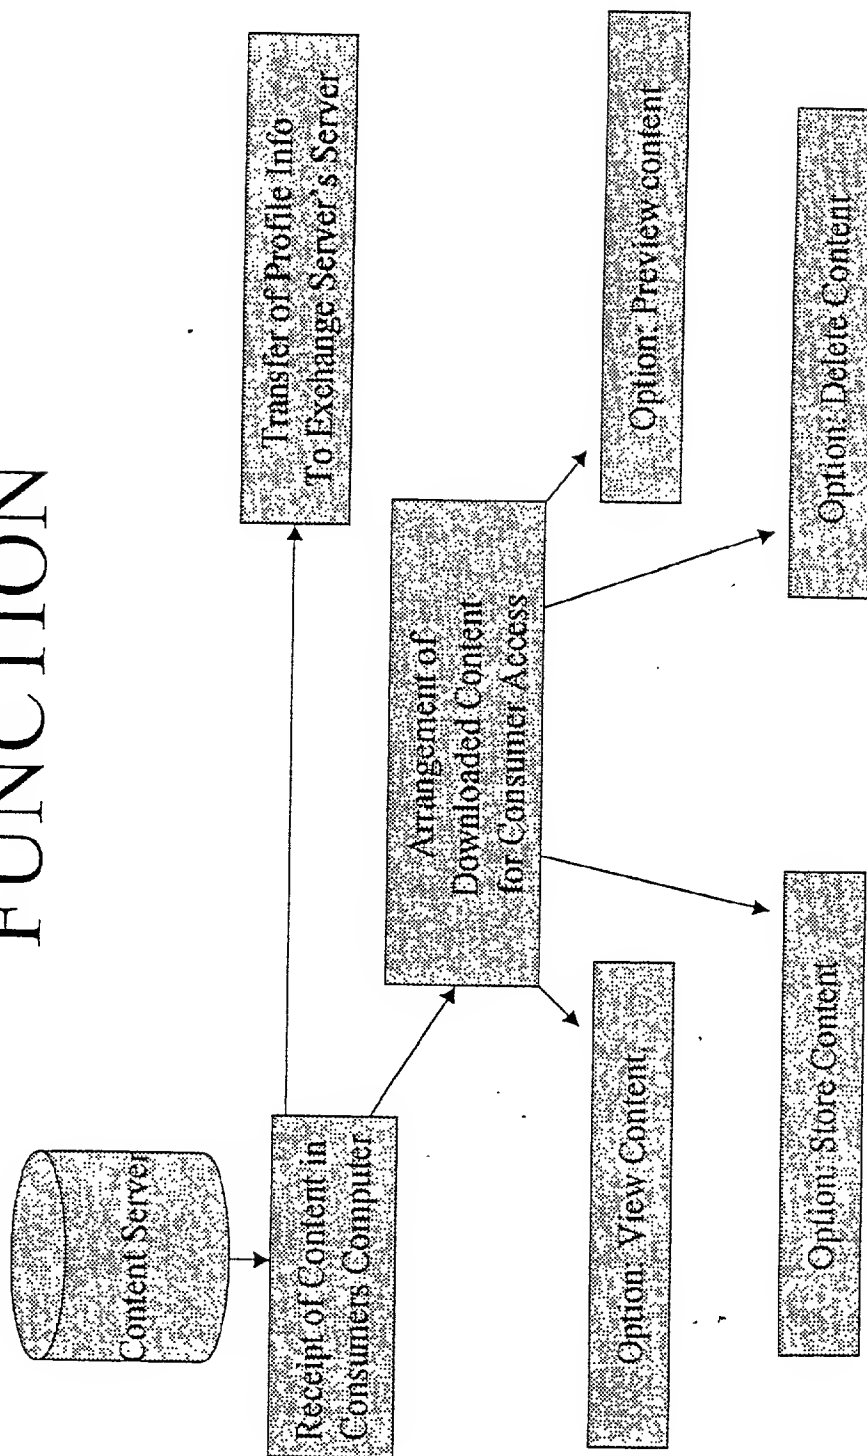 FUNCTION
Content Server
Receipt of Content in
Consumers Computer
Transfer of Profile Info
To Exchange Server's Server
Arrangement of
Downloaded Content
for Consumer Access
Option: View Content
Option: Preview content
Option: Store Content
Option: Delete Content